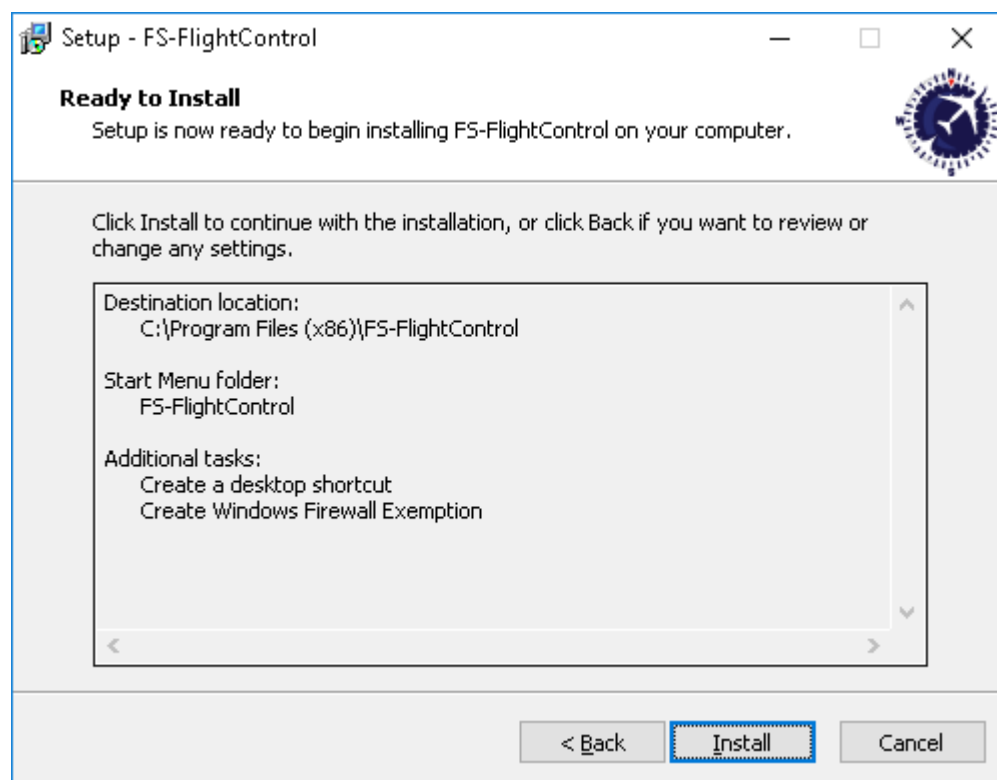 Setup - FS-FlightControl
Ready to Install
Setup is now ready to begin installing FS-FlightControl on your computer.
Click Install to continue with the installation, or click Back if you want to review or
change any settings.
Destination location:
C:\Program Files (x86)\FS-FlightControl
Start Menu folder:
FS-FlightControl
Additional tasks:
Create a desktop shortcut
Create Windows Firewall Exemption
< Back
Install
Cancel